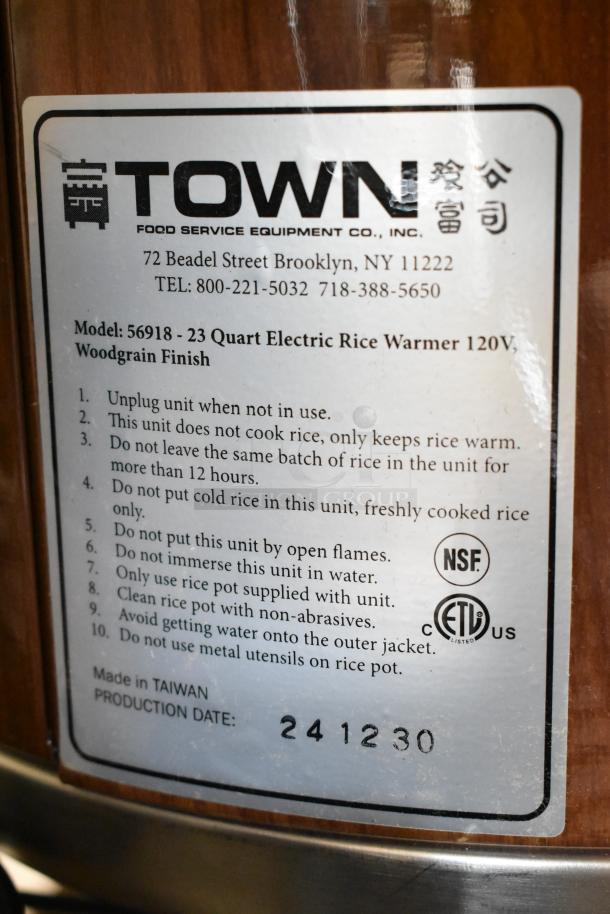 TOWN 發富 公司
FOOD SERVICE EQUIPMENT CO., INC.
72 Beadel Street Brooklyn, NY 11222
TEL: 800-221-5032 718-388-5650
Model: 56918 - 23 Quart Electric Rice Warmer 120V,
Woodgrain Finish
1. Unplug unit when not in use.
2. This unit does not cook rice, only keeps rice warm.
3. Do not leave the same batch of rice in the unit for
more than 12 hours.
4. Do not put cold rice in this unit, freshly cooked rice
only.
5. Do not put this unit by open flames.
6. Do not immerse this unit in water.
7. Only use rice pot supplied with unit.
8. Clean rice pot with non-abrasives.
9. Avoid getting water onto the outer jacket.
10. Do not use metal utensils on rice pot.
NSF
C ETL US
LISTED
Made in TAIWAN
PRODUCTION DATE: 241230